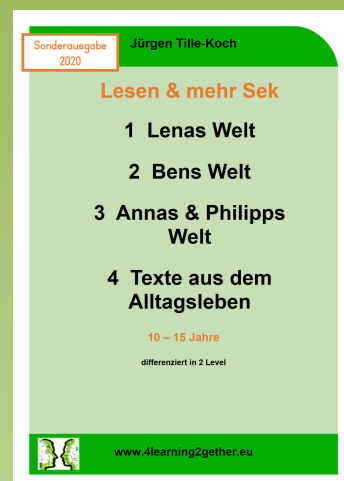 Sonderausgabe
2020
Jürgen Tille-Koch
Lesen & mehr Sek
1 Lenas Welt
2 Bens Welt
3 Annas & Philipps
Welt
4 Texte aus dem
Alltagsleben
10 – 15 Jahre
differenziert in 2 Level
www.4learning2gether.eu